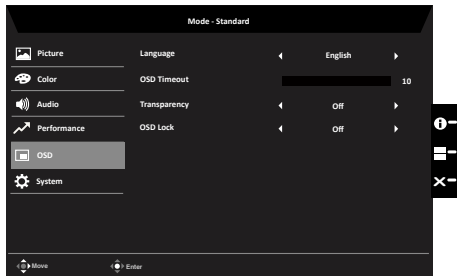 Mode - Standard
Picture
Language
English
Color
OSD Timeout
10
Audio
Transparency
Off
Performance
OSD Lock
Off
OSD
System
Move
Enter